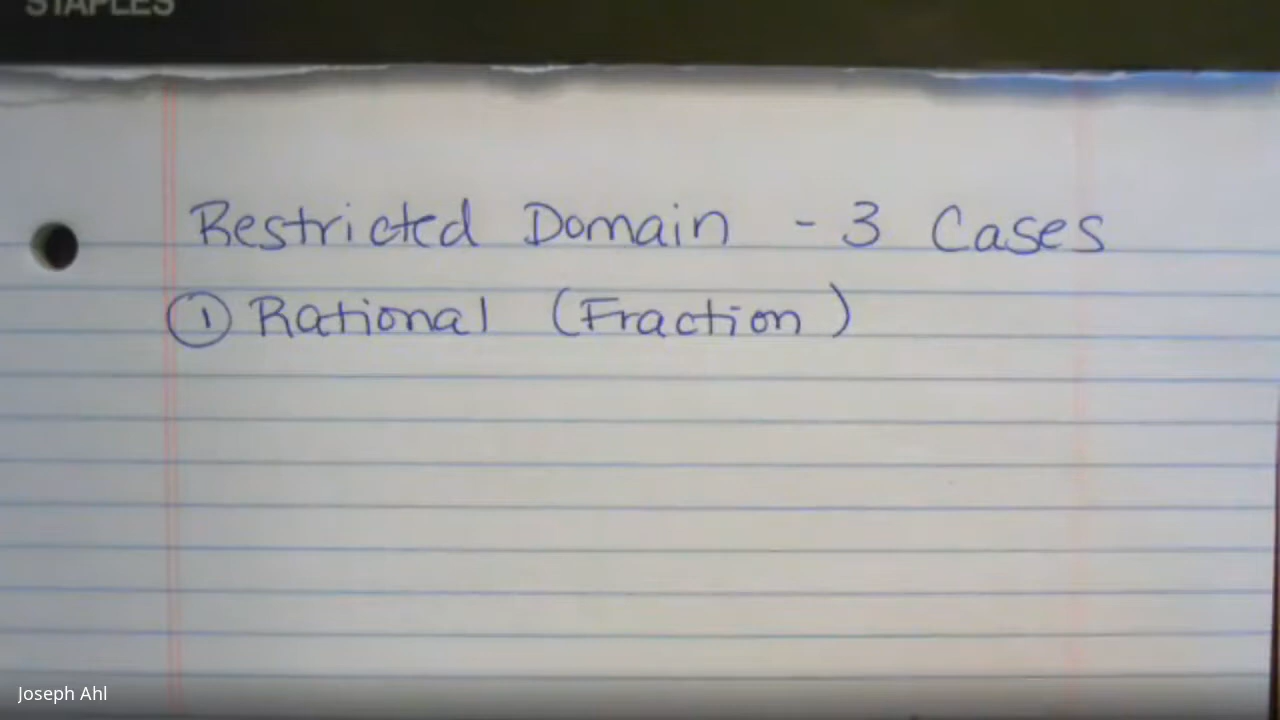 STAPLES
Restricted Domain - 3 Cases
① Rational (Fraction)
Joseph Ahl